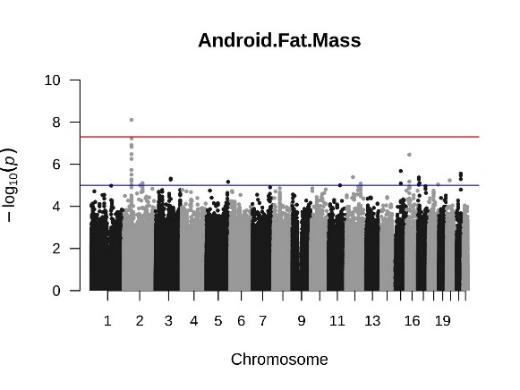 Android.Fat.Mass
10
8
6
4
2
0
− log₁₀(p)
1 2 3 4 5 6 7 9 11 13 16 19
Chromosome